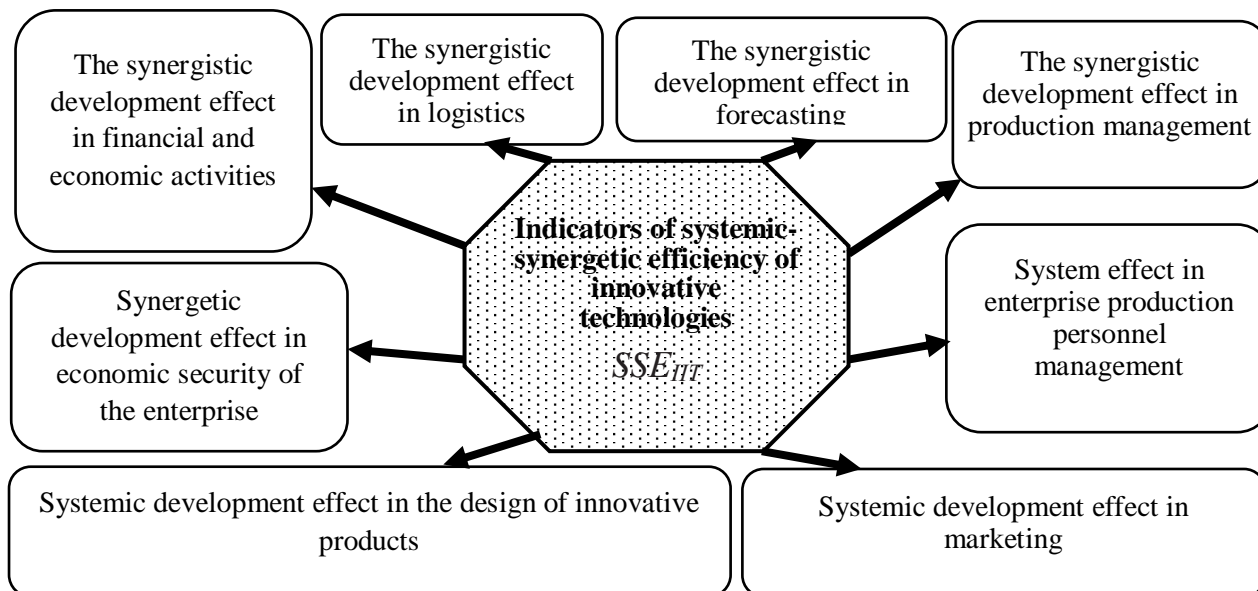 The synergistic
development effect
in financial and
economic activities
The synergistic
development effect
in logistics
The synergistic
development effect in
forecasting
The synergistic
development effect in
production management
Indicators of systemic-
synergetic efficiency of
innovative
technologies
SSE_IIT
Synergetic
development effect in
economic security of
the enterprise
System effect in
enterprise production
personnel
management
Systemic development effect in the design of innovative
products
Systemic development effect in
marketing